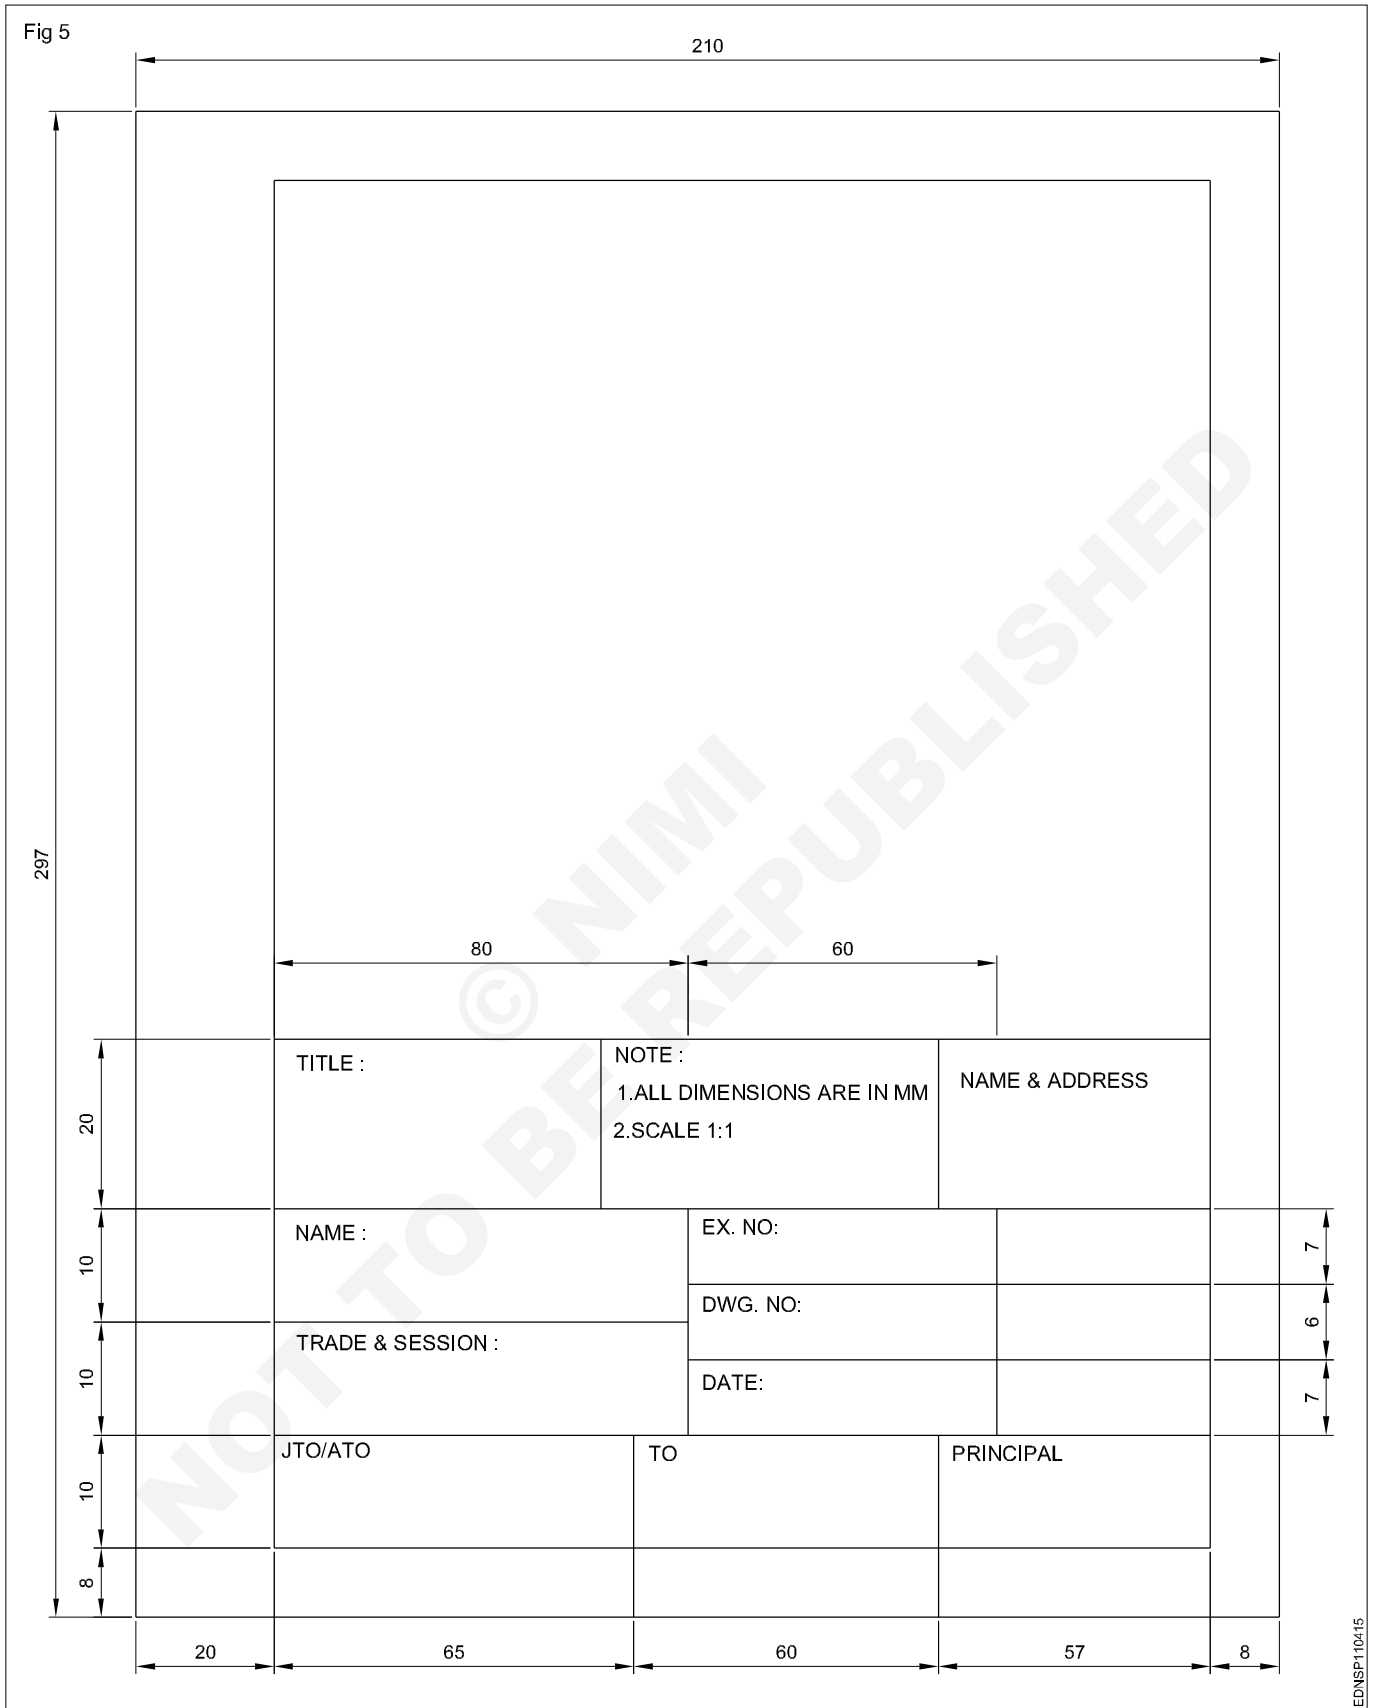 Fig 5
210
297
80
60
TITLE :
NOTE :
1.ALL DIMENSIONS ARE IN MM
2.SCALE 1:1
NAME & ADDRESS
20
NAME :
EX. NO:
7
10
DWG. NO:
6
TRADE & SESSION :
10
DATE:
7
JTO/ATO
TO
PRINCIPAL
10
8
20
65
60
57
8
EDNSP110415
© NIMI
NOT TO BE REPUBLISHED